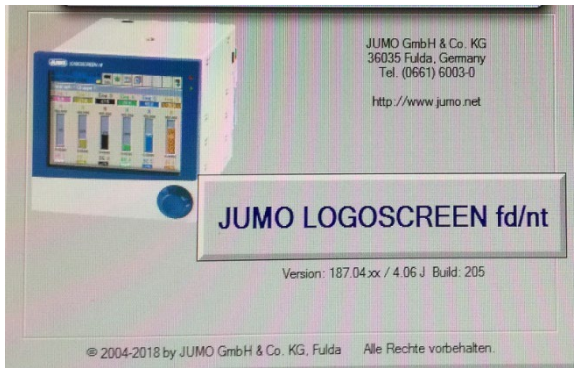 JUMO GmbH & Co. KG
36035 Fulda, Germany
Tel. (0661) 6003-0
http://www.jumo.net
JUMO
JUMO LOGOSCREEN fd/nt
Version: 187.04.xx / 4.06 J Build: 205
© 2004-2018 by JUMO GmbH & Co. KG, Fulda Alle Rechte vorbehalten.